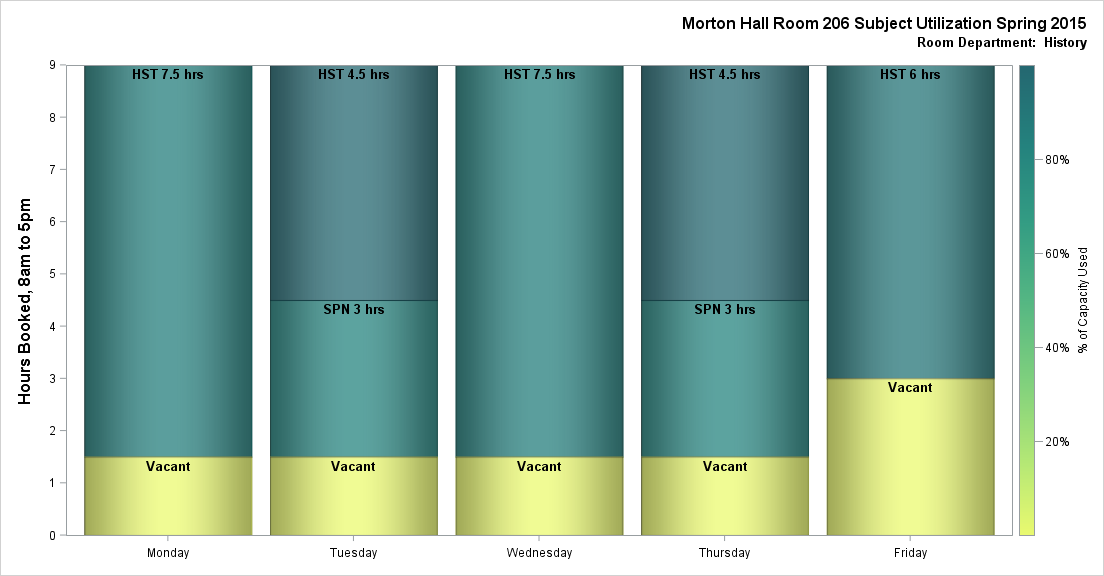 Morton Hall Room 206 Subject Utilization Spring 2015
Room Department:  History
Hours Booked, 8am to 5pm
9
8
7
6
5
4
3
2
1
0
HST 7.5 hrs
Vacant
HST 4.5 hrs
SPN 3 hrs
Vacant
HST 7.5 hrs
Vacant
HST 4.5 hrs
SPN 3 hrs
Vacant
HST 6 hrs
Vacant
Monday
Tuesday
Wednesday
Thursday
Friday
80%
60%
40%
20%
% of Capacity Used